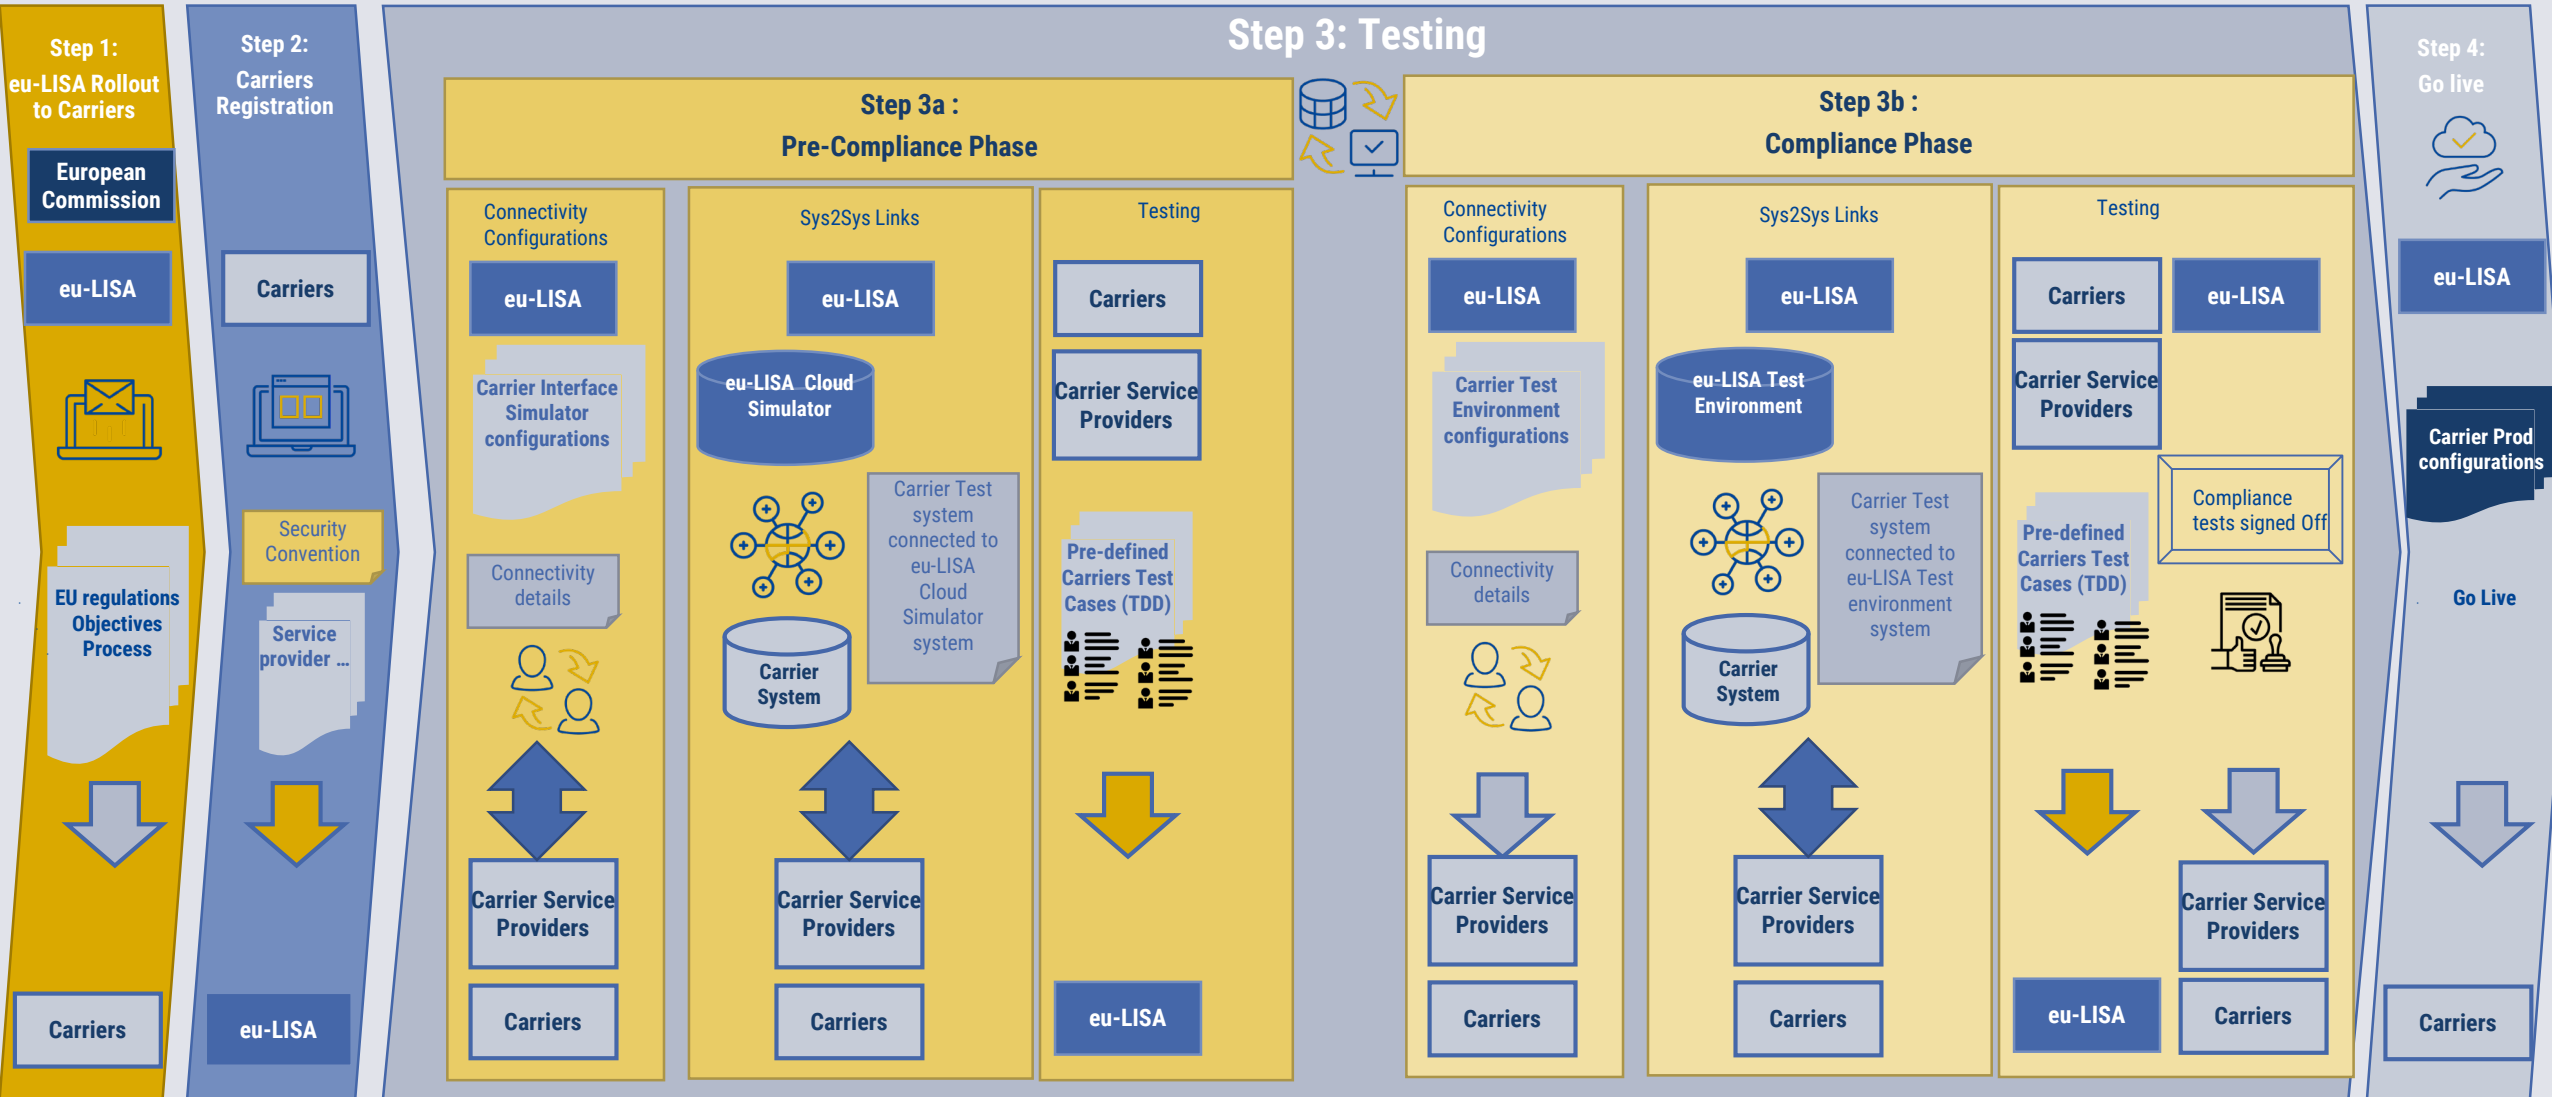 Step 1:
eu-LISA Rollout
to Carriers
European
Commission
eu-LISA
EU regulations
Objectives
Process
Carriers
Step 2:
Carriers
Registration
Carriers
Security
Convention
Service
provider ...
eu-LISA
Step 3: Testing
Step 3a :
Pre-Compliance Phase
Connectivity
Configurations
eu-LISA
Carrier Interface
Simulator
configurations
Connectivity
details
Carrier Service
Providers
Carriers
Sys2Sys Links
eu-LISA
eu-LISA Cloud
Simulator
Carrier Test
system
connected to
eu-LISA
Cloud
Simulator
system
Carrier
System
Carrier Service
Providers
Carriers
Testing
Carriers
Carrier Service
Providers
Pre-defined
Carriers Test
Cases (TDD)
eu-LISA
Step 3b :
Compliance Phase
Connectivity
Configurations
eu-LISA
Carrier Test
Environment
configurations
Connectivity
details
Carrier Service
Providers
Carriers
Sys2Sys Links
eu-LISA
eu-LISA Test
Environment
Carrier Test
system
connected to
eu-LISA Test
environment
system
Carrier
System
Carrier Service
Providers
Carriers
Testing
Carriers
eu-LISA
Carrier Service
Providers
Compliance
tests signed Off
Pre-defined
Carriers Test
Cases (TDD)
Carrier Service
Providers
eu-LISA
Carriers
Step 4:
Go live
eu-LISA
Carrier Prod
configurations
Go Live
Carriers